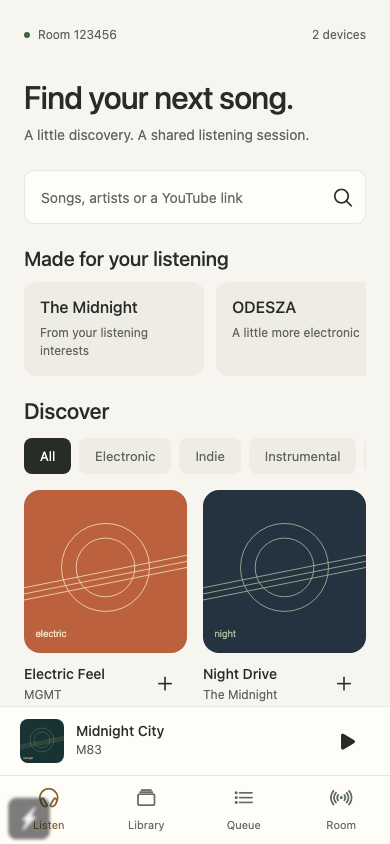 Room 123456
2 devices
Find your next song.
A little discovery. A shared listening session.
Songs, artists or a YouTube link
Made for your listening
The Midnight
From your listening
interests
ODESZA
A little more electronic
Discover
All
Electronic
Indie
Instrumental
electric
night
Electric Feel
MGMT
Night Drive
The Midnight
Midnight City
M83
Listen
Library
Queue
Room